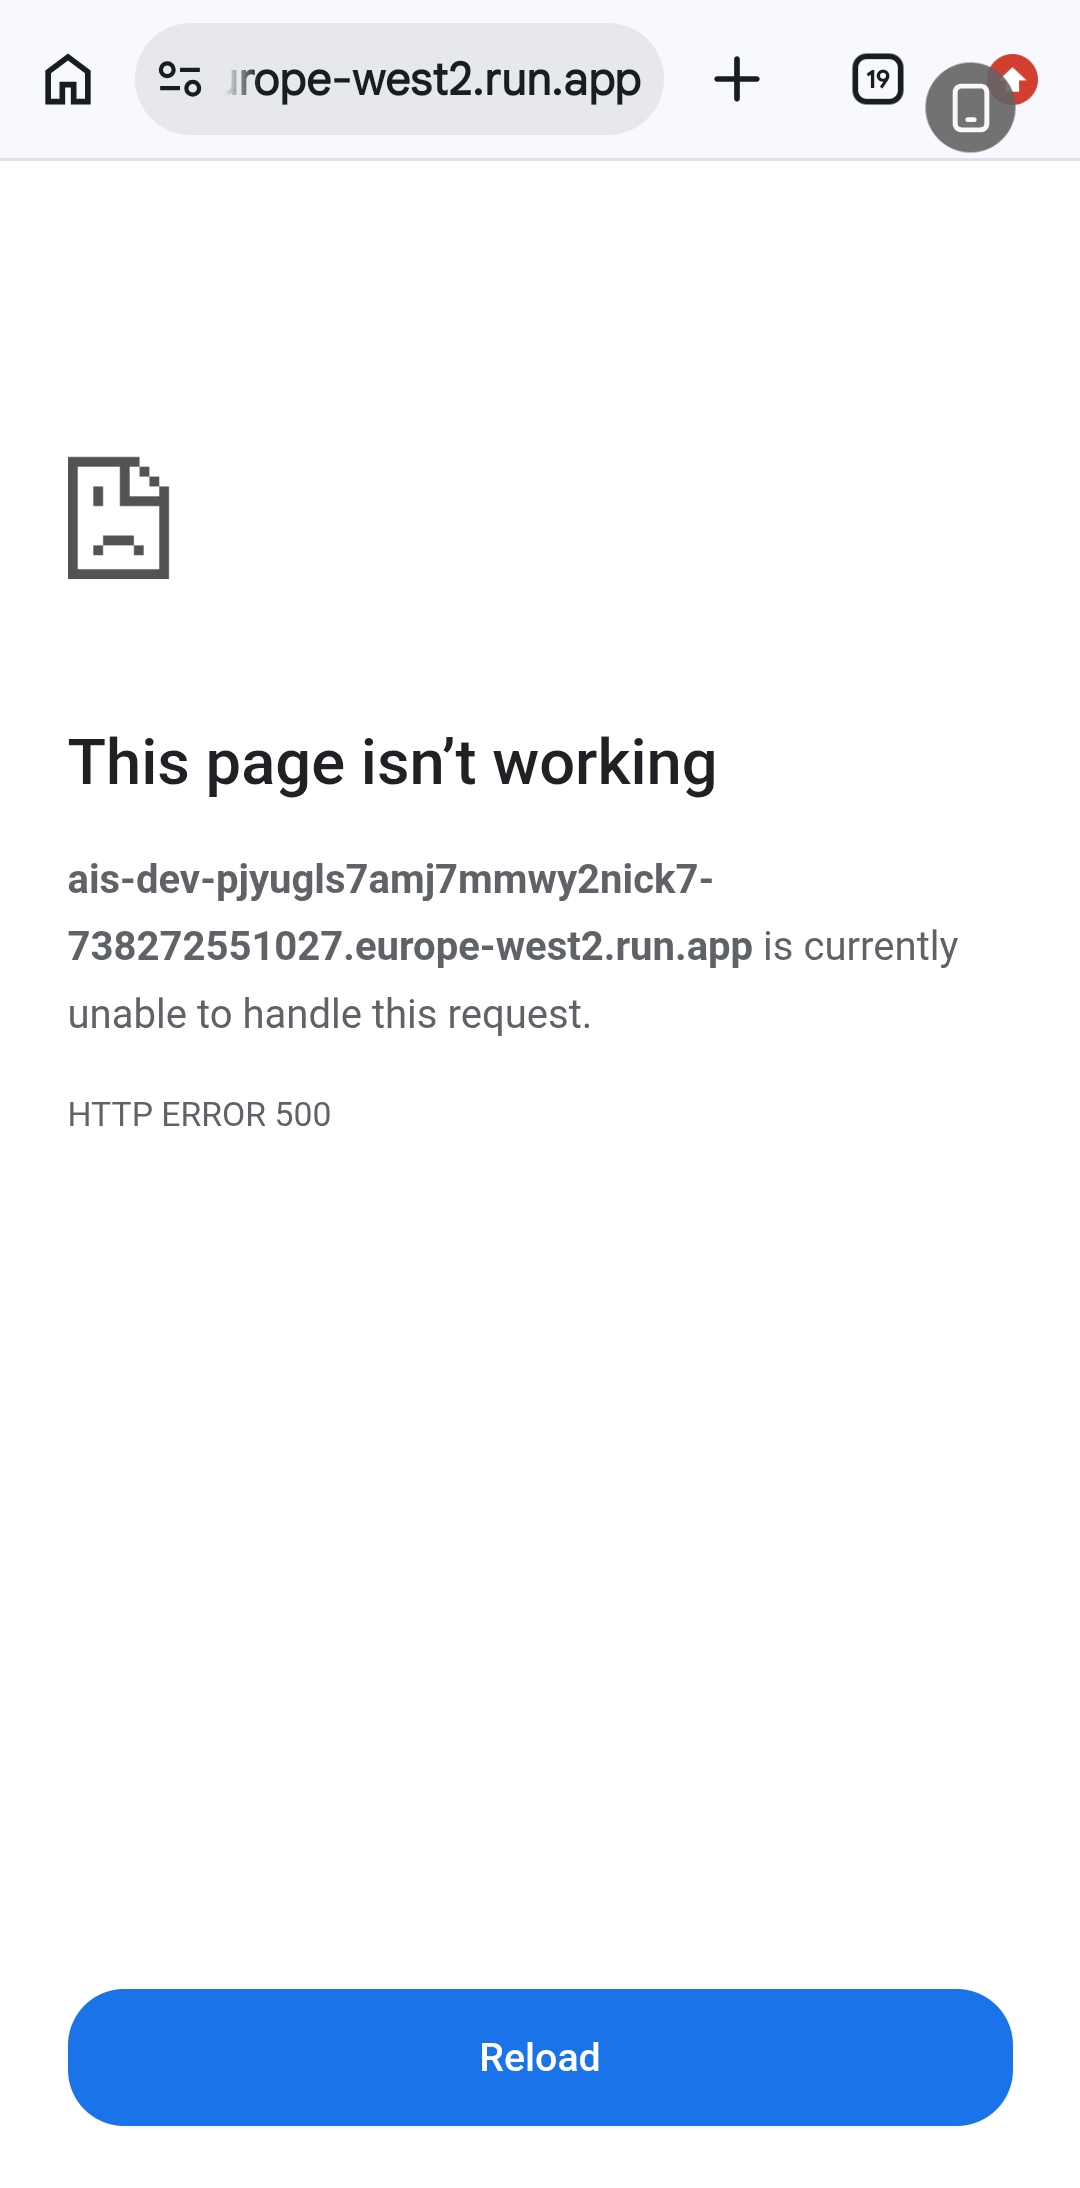 rope-west2.run.app
19
This page isn’t working
ais-dev-pjyugls7amj7mmwy2nick7-
738272551027.europe-west2.run.app is currently
unable to handle this request.
HTTP ERROR 500
Reload